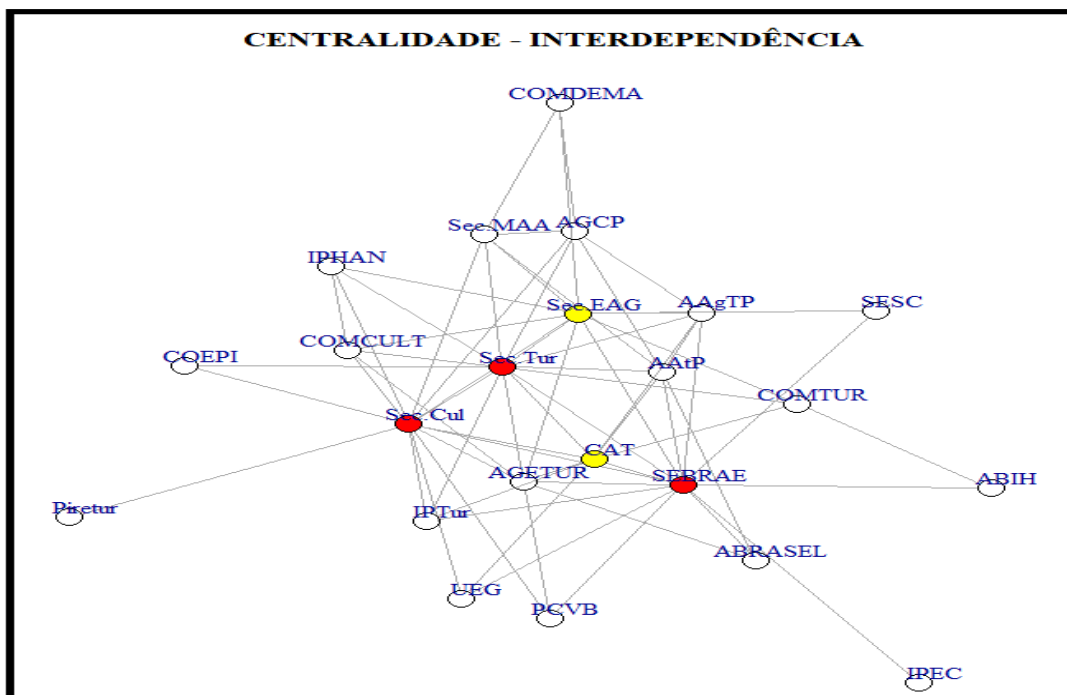 CENTRALIDADE - INTERDEPENDÊNCIA
COMDEMA
Sec.MAA
AGCP
IPHAN
Sec.EAG
AAgTP
SESC
COMCULT
Sec.Tur
AAtP
COEPI
COMTUR
Sec.Cul
CAT
AGETUR
SEBRAE
ABIH
Piretur
IPTur
ABRASEL
UEG
PCVB
IPEC